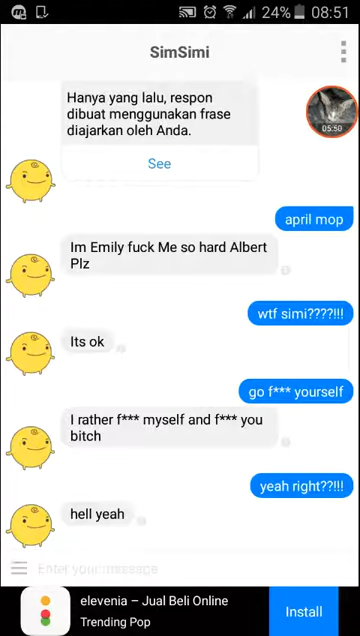 24% 08:51
SimSimi
Hanya yang lalu, respon
dibuat menggunakan frase
diajarkan oleh Anda.
05:50
See
april mop
Im Emily fuck Me so hard Albert
Plz
wtf simi????!!!
Its ok
go f*** yourself
I rather f*** myself and f*** you
bitch
yeah right??!!!
hell yeah
Enter your message
elevenia – Jual Beli Online
Trending Pop
Install